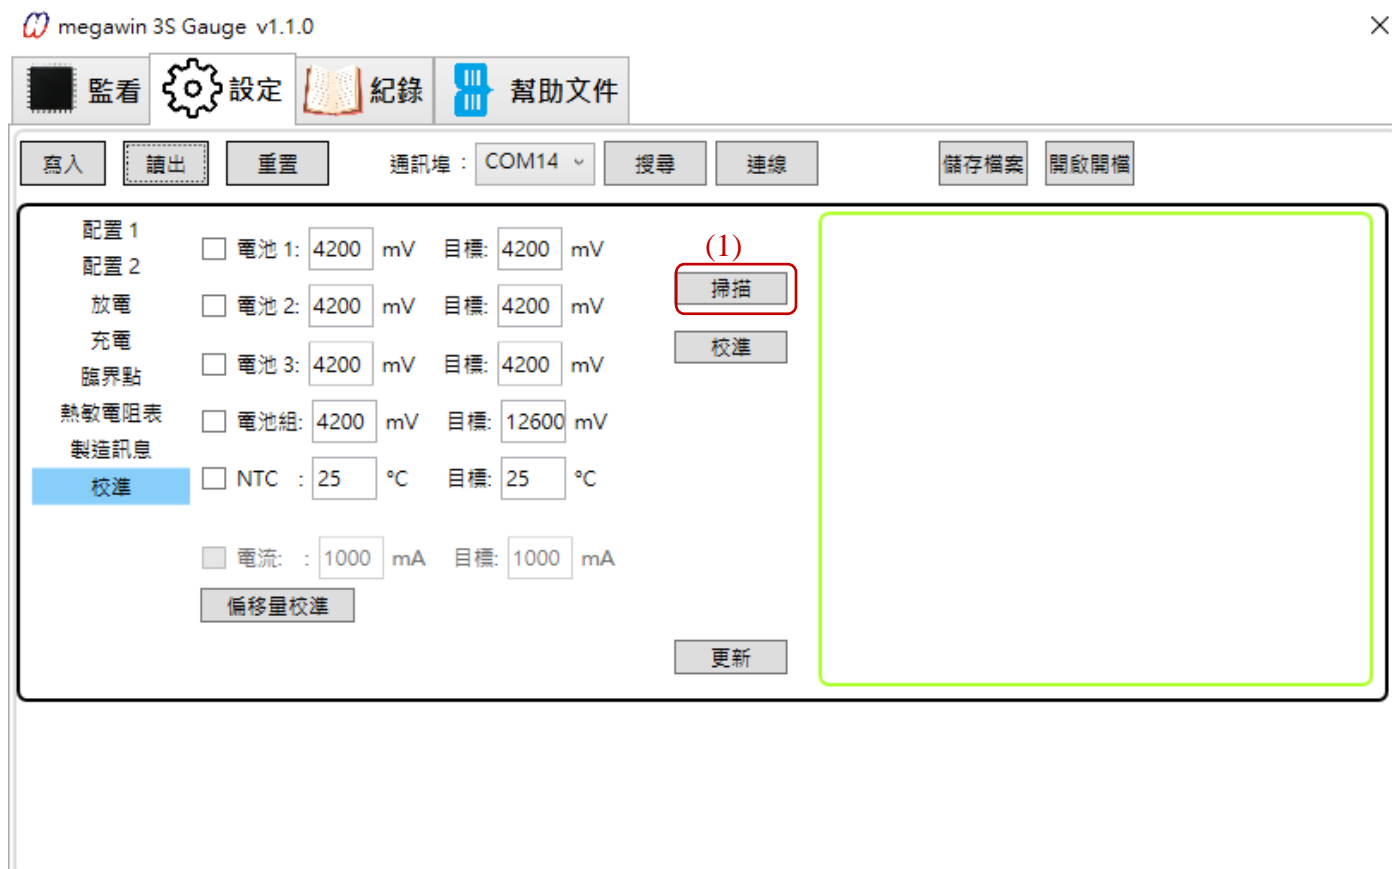 megawin 3S Gauge v1.1.0
監看 設定 紀錄 幫助文件
寫入 讀出 重置 通訊埠 : COM14 搜尋 連線 儲存檔案 開啟開檔
配置 1
配置 2
放電
充電
臨界點
熱敏電阻表
製造訊息
校準
電池 1: 4200 mV 目標: 4200 mV
電池 2: 4200 mV 目標: 4200 mV
電池 3: 4200 mV 目標: 4200 mV
電池組: 4200 mV 目標: 12600 mV
NTC : 25 °C 目標: 25 °C
電流: : 1000 mA 目標: 1000 mA
偏移量校準
(1)
掃描
校準
更新